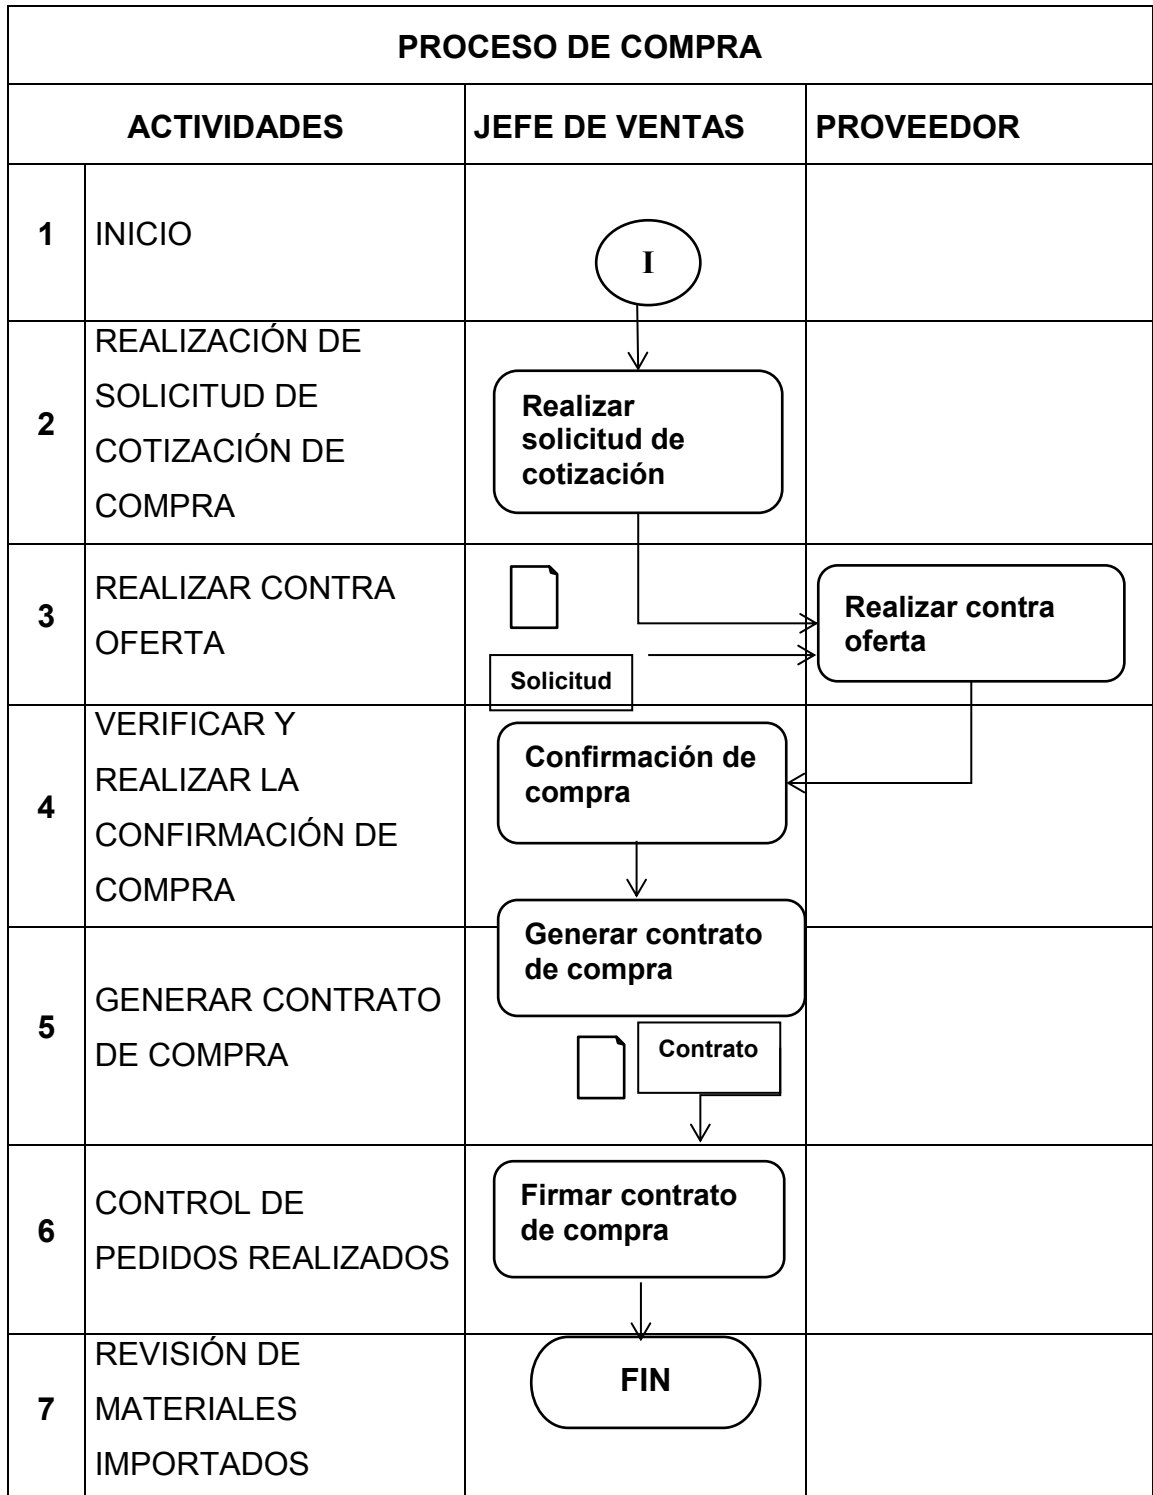 PROCESO DE COMPRA
ACTIVIDADES
JEFE DE VENTAS
PROVEEDOR
1
INICIO
I
2
REALIZACIÓN DE
SOLICITUD DE
COTIZACIÓN DE
COMPRA
Realizar
solicitud de
cotización
3
REALIZAR CONTRA
OFERTA
Solicitud
Realizar contra
oferta
4
VERIFICAR Y
REALIZAR LA
CONFIRMACIÓN DE
COMPRA
Confirmación de
compra
Generar contrato
de compra
5
GENERAR CONTRATO
DE COMPRA
Contrato
6
CONTROL DE
PEDIDOS REALIZADOS
Firmar contrato
de compra
7
REVISIÓN DE
MATERIALES
IMPORTADOS
FIN